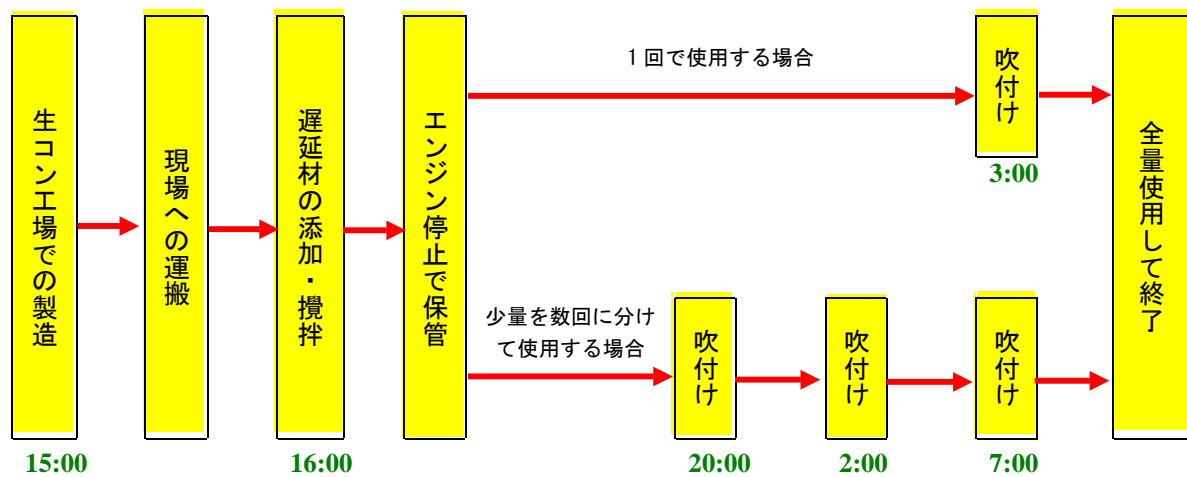 生コン工場での製造
15:00
現場への運搬
遅延材の添加・攪拌
16:00
エンジン停止で保管
1回で使用する場合
吹付け
3:00
少量を数回に分け
て使用する場合
吹付け
20:00
吹付け
2:00
吹付け
7:00
全量使用して終了